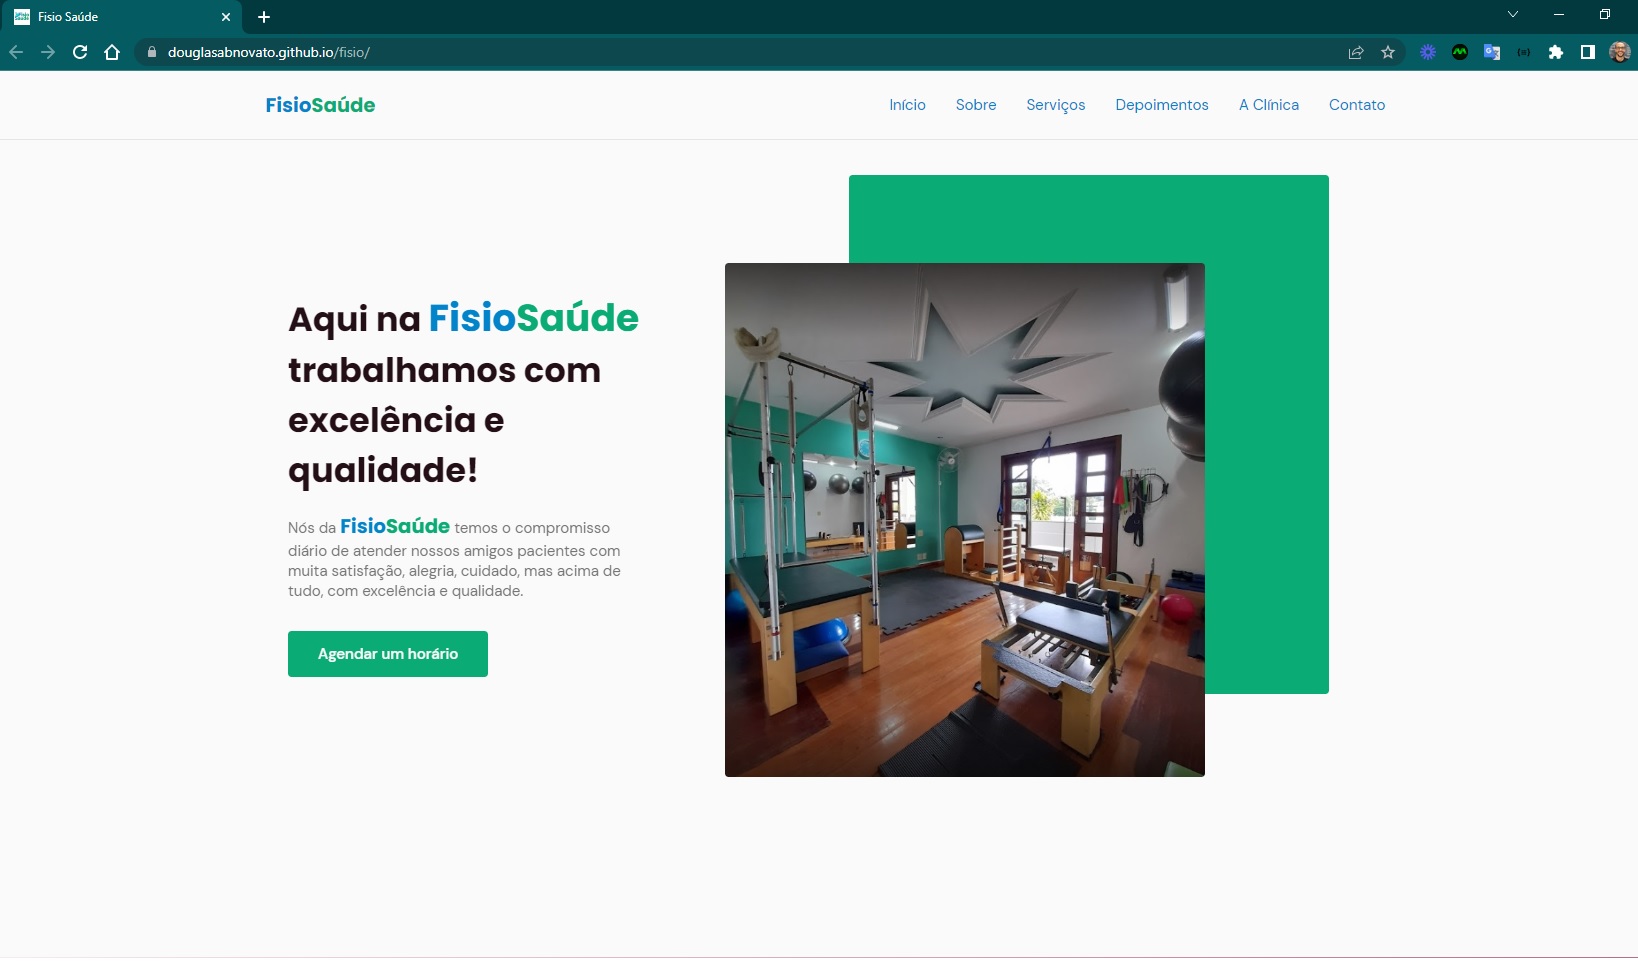 Fisio Saúde
douglasabnovato.github.io/fisio/
FisioSaúde
Início
Sobre
Serviços
Depoimentos
A Clínica
Contato
Aqui na FisioSaúde
trabalhamos com
excelência e
qualidade!
Nós da FisioSaúde temos o compromisso
diário de atender nossos amigos pacientes com
muita satisfação, alegria, cuidado, mas acima de
tudo, com excelência e qualidade.
Agendar um horário